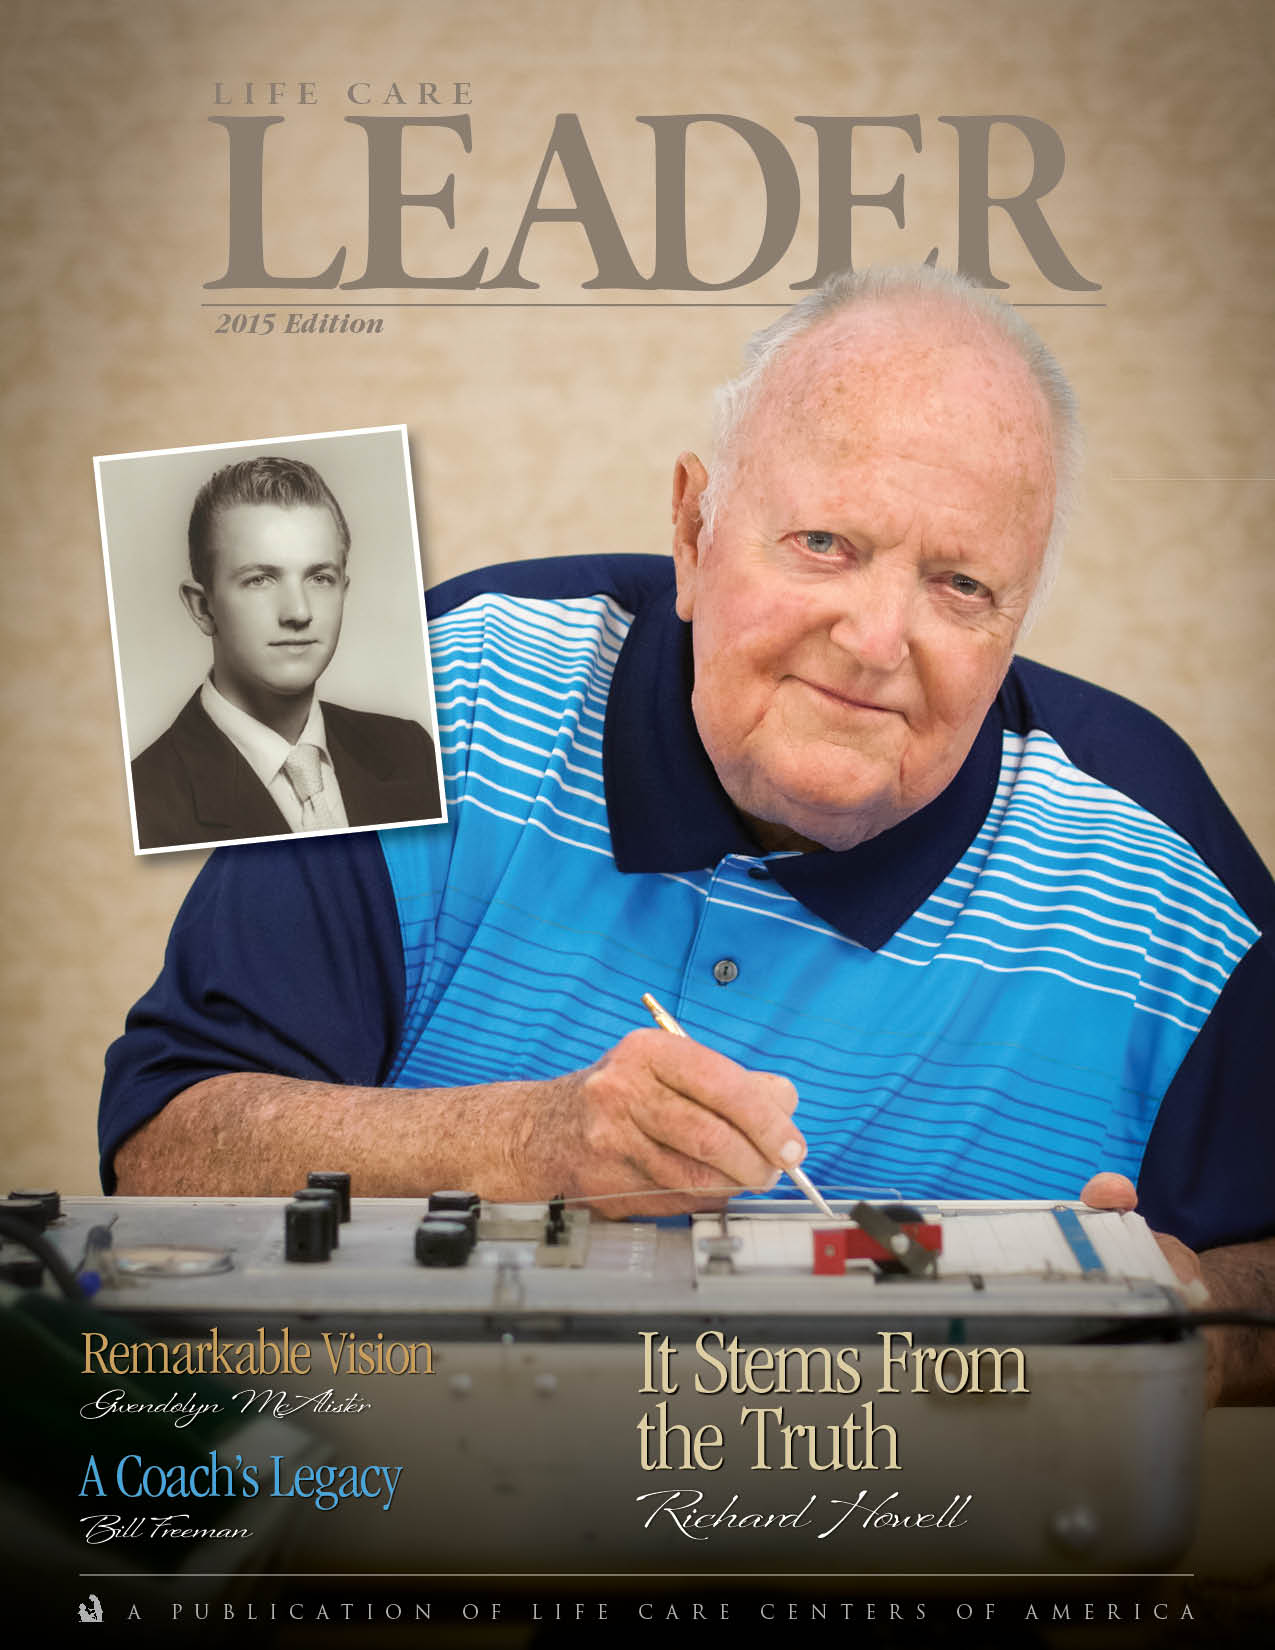 LIFE CARE
LEADER
2015 Edition
Remarkable Vision
Gwendolyn McAlister
A Coach's Legacy
Bill Freeman
It Stems From
the Truth
Richard Howell
A PUBLICATION OF LIFE CARE CENTERS OF AMERICA